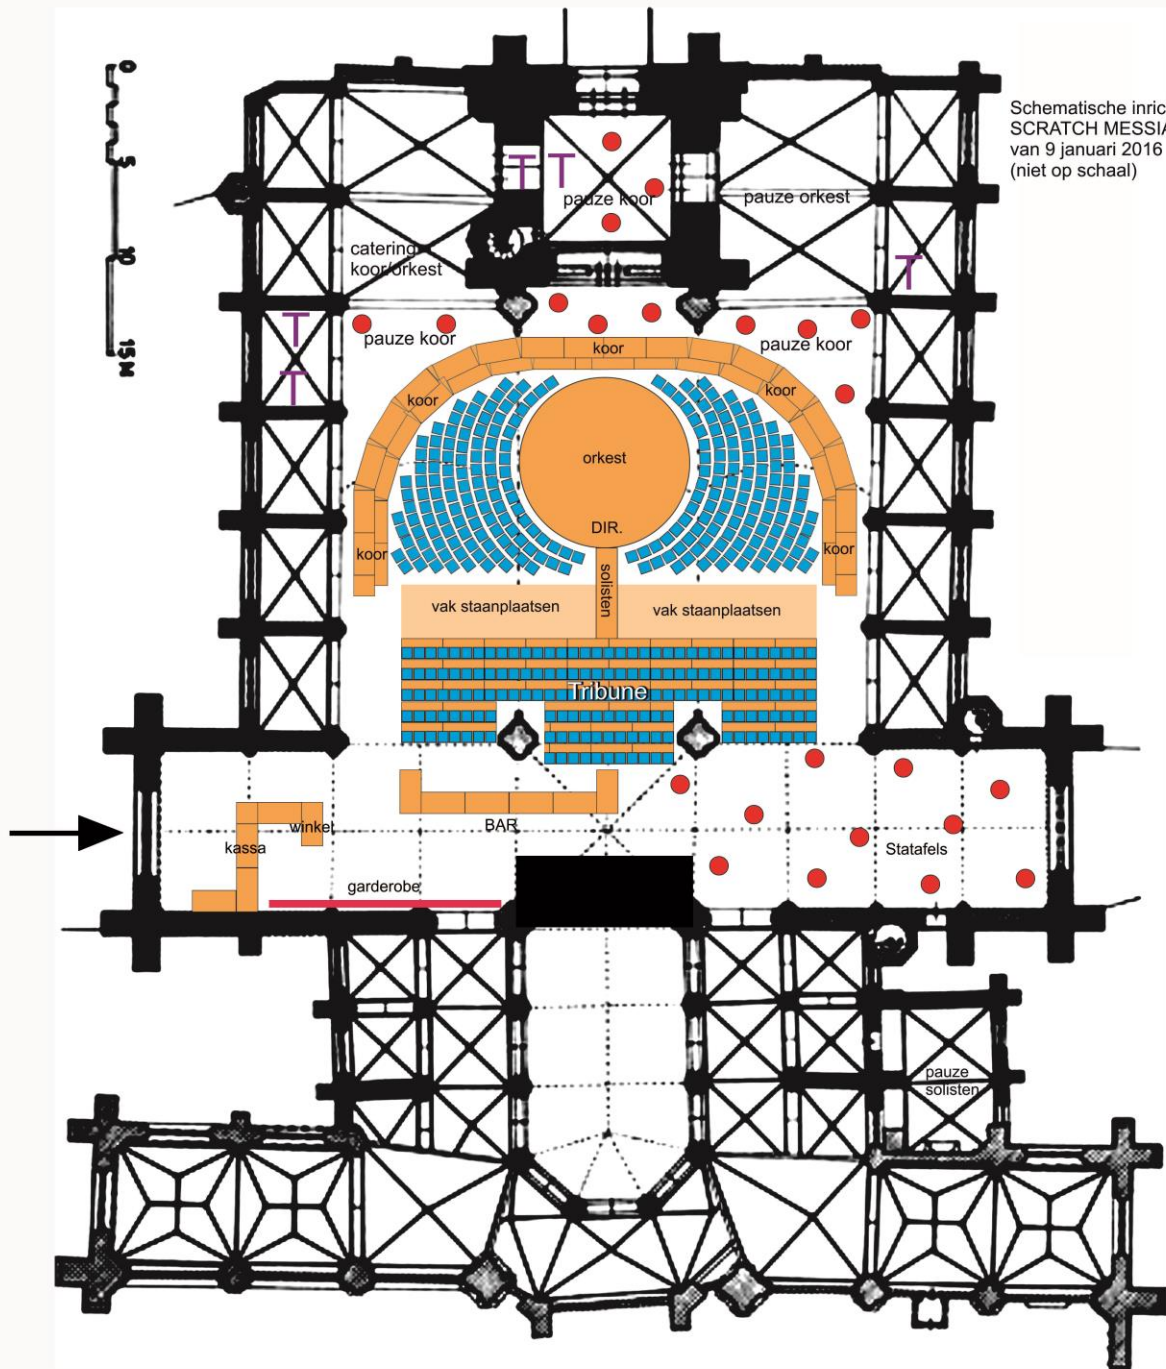 0
5
10
15M
Schematische inric
SCRATCH MESSIA
van 9 januari 2016
(niet op schaal)
T
T
pauze koor
pauze orkest
catering
koor/orkest
T
T
T
pauze koor
pauze koor
koor
koor
koor
orkest
DIR.
koor
koor
solisten
vak staanplaatsen
vak staanplaatsen
Tribune
winkel
BAR
kassa
Statafels
garderobe
pauze
solisten